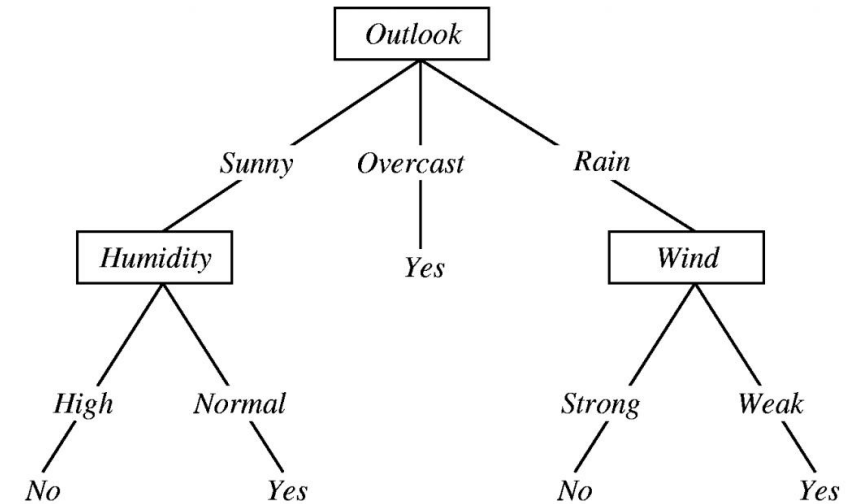 Outlook
Sunny Overcast Rain
Humidity Yes Wind
High Normal Strong Weak
No Yes No Yes